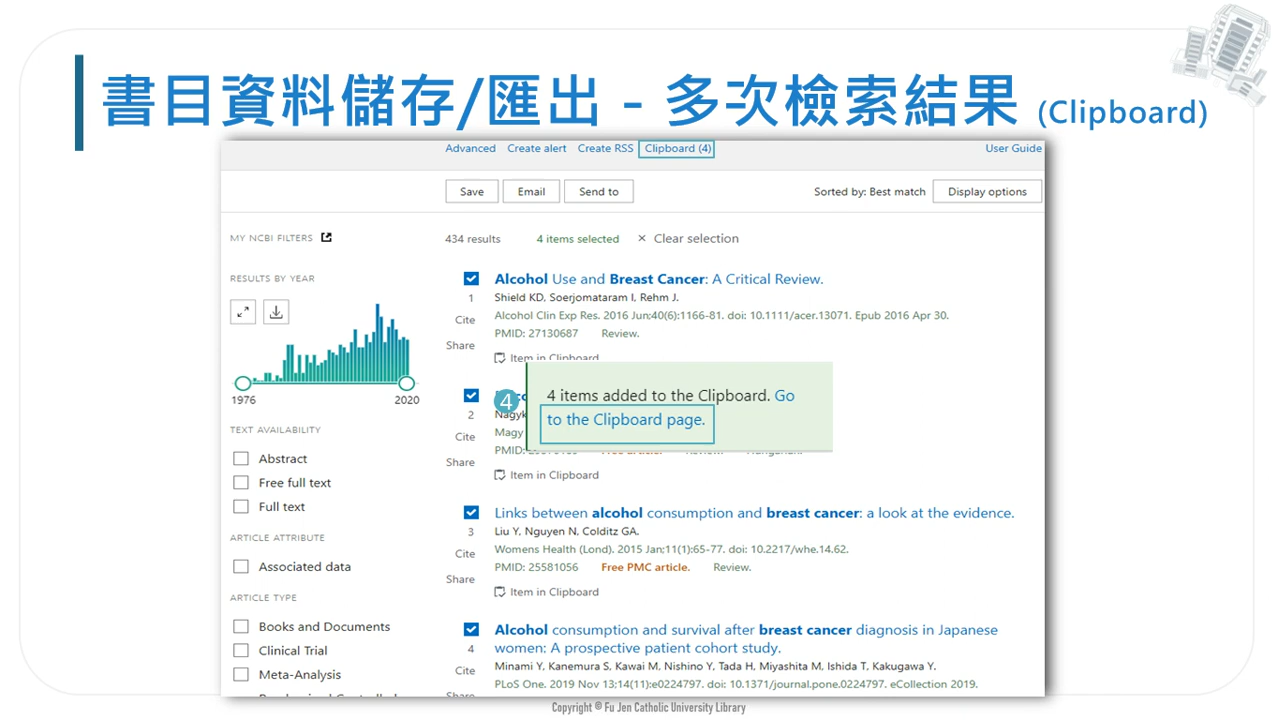 書目資料儲存/匯出 - 多次檢索結果 (Clipboard)
Advanced Create alert Create RSS Clipboard (4) User Guide
Save Email Send to Sorted by: Best match Display options
MY NCBI FILTERS
434 results 4 items selected × Clear selection
RESULTS BY YEAR
1976 2020
TEXT AVAILABILITY
Abstract
Free full text
Full text
ARTICLE ATTRIBUTE
Associated data
ARTICLE TYPE
Books and Documents
Clinical Trial
Meta-Analysis
Alcohol Use and Breast Cancer: A Critical Review.
1 Shield KD, Soerjomataram I, Rehm J.
Cite Alcohol Clin Exp Res. 2016 Jun;40(6):1166-81. doi: 10.1111/acer.13071. Epub 2016 Apr 30.
PMID: 27130687 Review.
Share
Item in Clipboard
4
4 items added to the Clipboard. Go
to the Clipboard page.
2
Cite Magy
Share PMID:
Item in Clipboard
Links between alcohol consumption and breast cancer: a look at the evidence.
3 Liu Y, Nguyen N, Colditz GA.
Cite Womens Health (Lond). 2015 Jan;11(1):65-77. doi: 10.2217/whe.14.62.
PMID: 25581056 Free PMC article. Review.
Share
Item in Clipboard
Alcohol consumption and survival after breast cancer diagnosis in Japanese
4 women: A prospective patient cohort study.
Minami Y, Kanemura S, Kawai M, Nishino Y, Tada H, Miyashita M, Ishida T, Kakugawa Y.
Cite PLoS One. 2019 Nov 13;14(11):e0224797. doi: 10.1371/journal.pone.0224797. eCollection 2019.
Share
Copyright © Fu Jen Catholic University Library